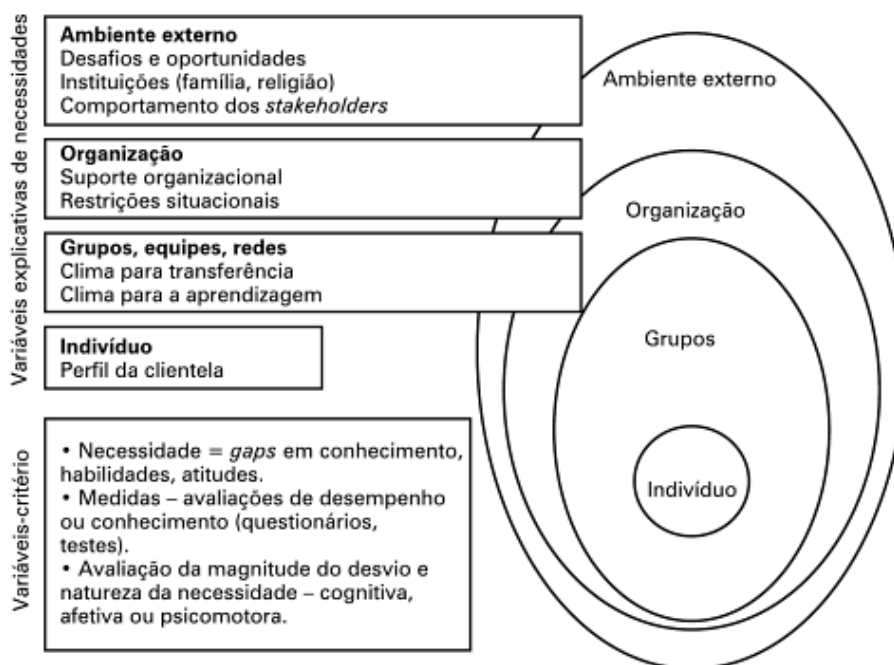 Variáveis explicativas de necessidades
Ambiente externo
Desafios e oportunidades
Instituições (família, religião)
Comportamento dos stakeholders
Organização
Suporte organizacional
Restrições situacionais
Grupos, equipes, redes
Clima para transferência
Clima para a aprendizagem
Indivíduo
Perfil da clientela
Variáveis-critério
• Necessidade = gaps em conhecimento,
habilidades, atitudes.
• Medidas – avaliações de desempenho
ou conhecimento (questionários,
testes).
• Avaliação da magnitude do desvio e
natureza da necessidade – cognitiva,
afetiva ou psicomotora.
Ambiente externo
Organização
Grupos
Indivíduo